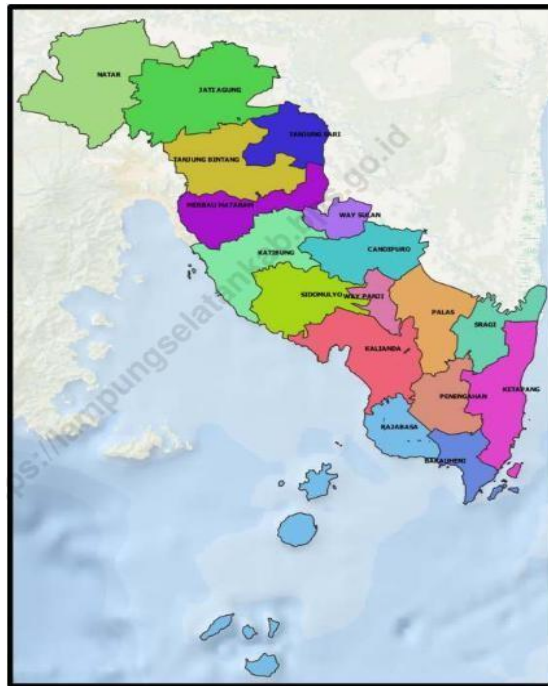 NATAR
JATI AGUNG
TANJUNG SARI
TANJUNG BINTANG
MERBAU MATARAM
WAY SULAN
KATIBUNG
CANDIPURO
SIDOMULYO
WAY PANJI
PALAS
SRAGI
KALIANDA
PENENGAHAN
KETAPANG
RAJABASA
BAKAUHENI
ps://lampungselatankab.bps.go.id